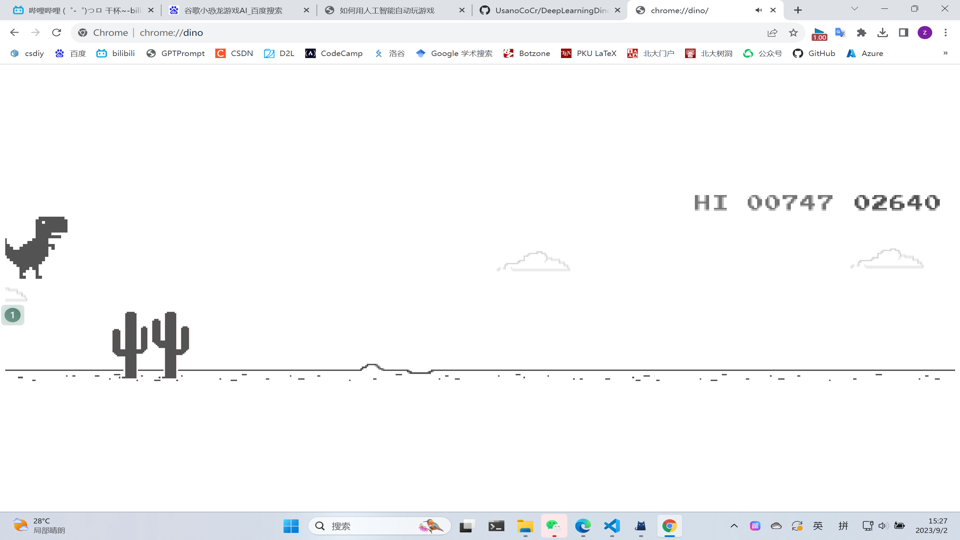 哔哩哔哩 (゜-゜)つロ 干杯~-bili
谷歌小恐龙游戏AI_百度搜索
如何用人工智能自动玩游戏
UsanoCoCr/DeepLearningDin
chrome://dino/
Chrome | chrome://dino
1.00
z
csdiy
百度
bilibili
GPTPrompt
CSDN
D2L
CodeCamp
洛谷
Google 学术搜索
Botzone
PKU LaTeX
北大门户
北大树洞
公众号
GitHub
Azure
»
HI 00747 02640
1
28°C
局部晴朗
搜索
英
拼
15:27
2023/9/2